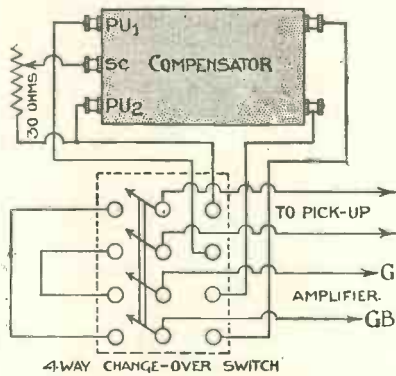 PU1
SC
COMPENSATOR
PU2
30 OHMS
TO PICK-UP
G
AMPLIFIER.
GB
4-WAY CHANGE-OVER SWITCH